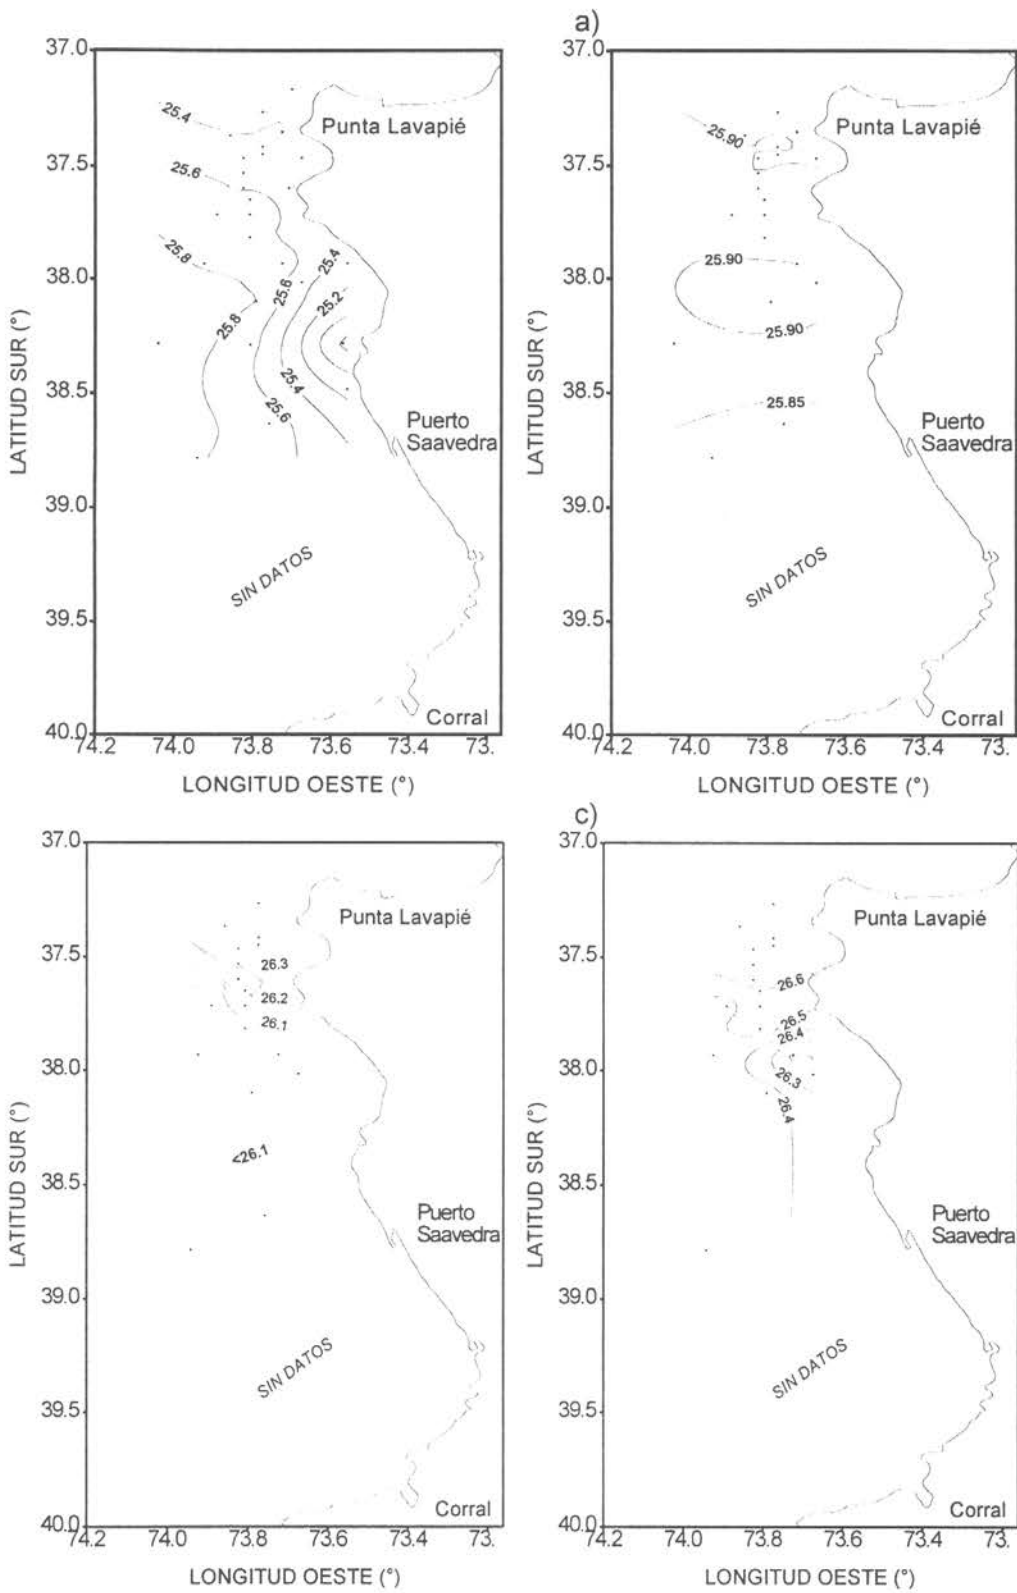 a)
37.0
37.5
38.0
38.5
39.0
39.5
40.0
LATITUD SUR (°)
25.4
Punta Lavapié
25.6
25.8
25.4
25.6
25.2
25.8
25.4
25.6
Puerto
Saavedra
SIN DATOS
Corral
74.2 74.0 73.8 73.6 73.4 73.
LONGITUD OESTE (°)
37.0
37.5
38.0
38.5
39.0
39.5
40.0
LATITUD SUR (°)
25.90
Punta Lavapié
25.90
25.90
25.85
Puerto
Saavedra
SIN DATOS
Corral
74.2 74.0 73.8 73.6 73.4 73.
LONGITUD OESTE (°)
c)
37.0
37.5
38.0
38.5
39.0
39.5
40.0
LATITUD SUR (°)
Punta Lavapié
26.3
26.2
26.1
<26.1
Puerto
Saavedra
SIN DATOS
Corral
74.2 74.0 73.8 73.6 73.4 73.
LONGITUD OESTE (°)
37.0
37.5
38.0
38.5
39.0
39.5
40.0
LATITUD SUR (°)
Punta Lavapié
26.6
26.5
26.4
26.3
26.4
Puerto
Saavedra
SIN DATOS
Corral
74.2 74.0 73.8 73.6 73.4 73.
LONGITUD OESTE (°)